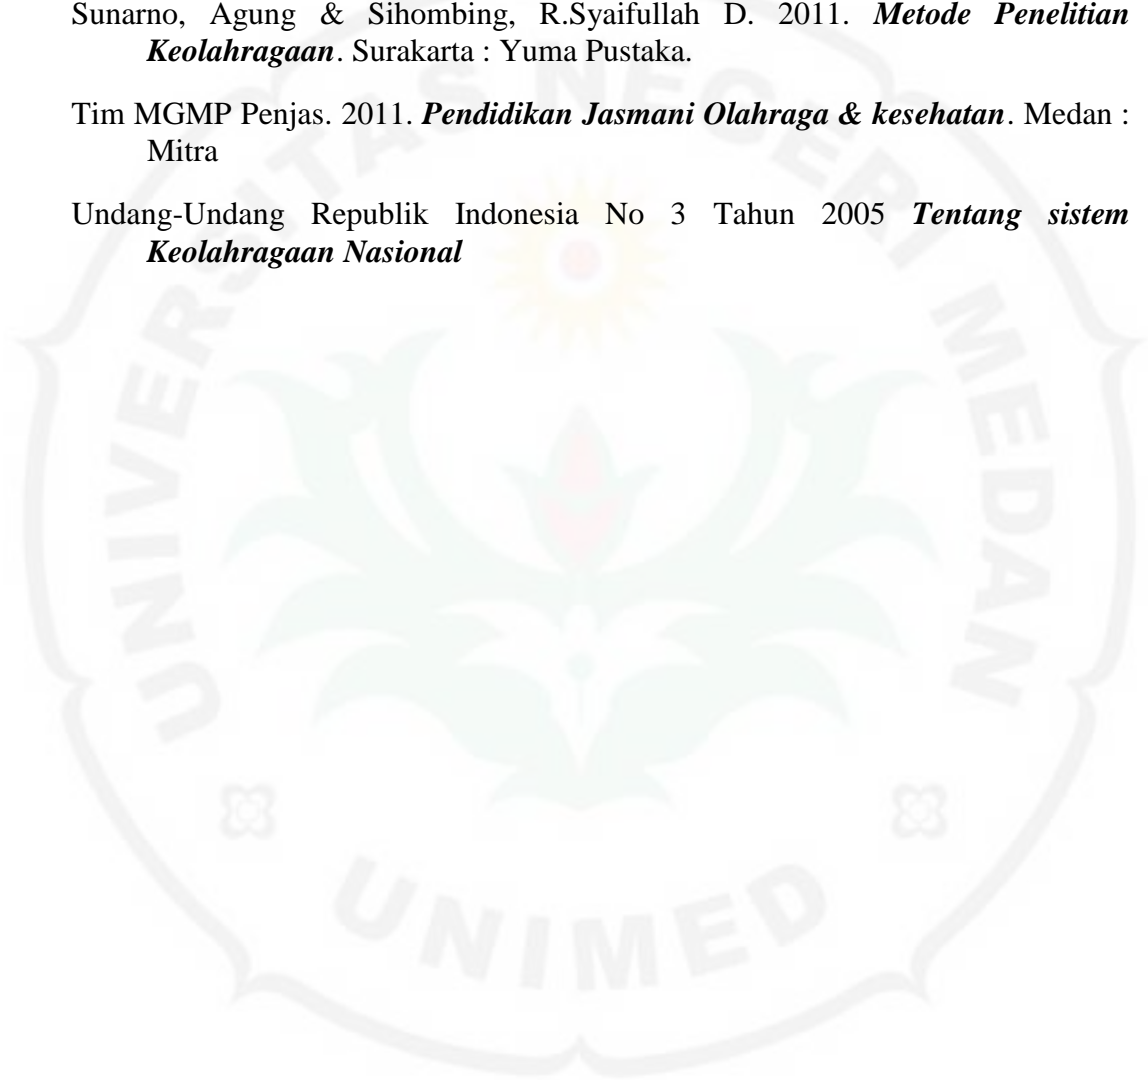 Sunarno, Agung & Sihombing, R.Syaifullah D. 2011. Metode Penelitian
Keolahragaan. Surakarta : Yuma Pustaka.
Tim MGMP Penjas. 2011. Pendidikan Jasmani Olahraga & kesehatan. Medan :
Mitra
Undang-Undang Republik Indonesia No 3 Tahun 2005 Tentang sistem
Keolahragaan Nasional
UNIVERSITAS NEGERI MEDAN
UNIMED